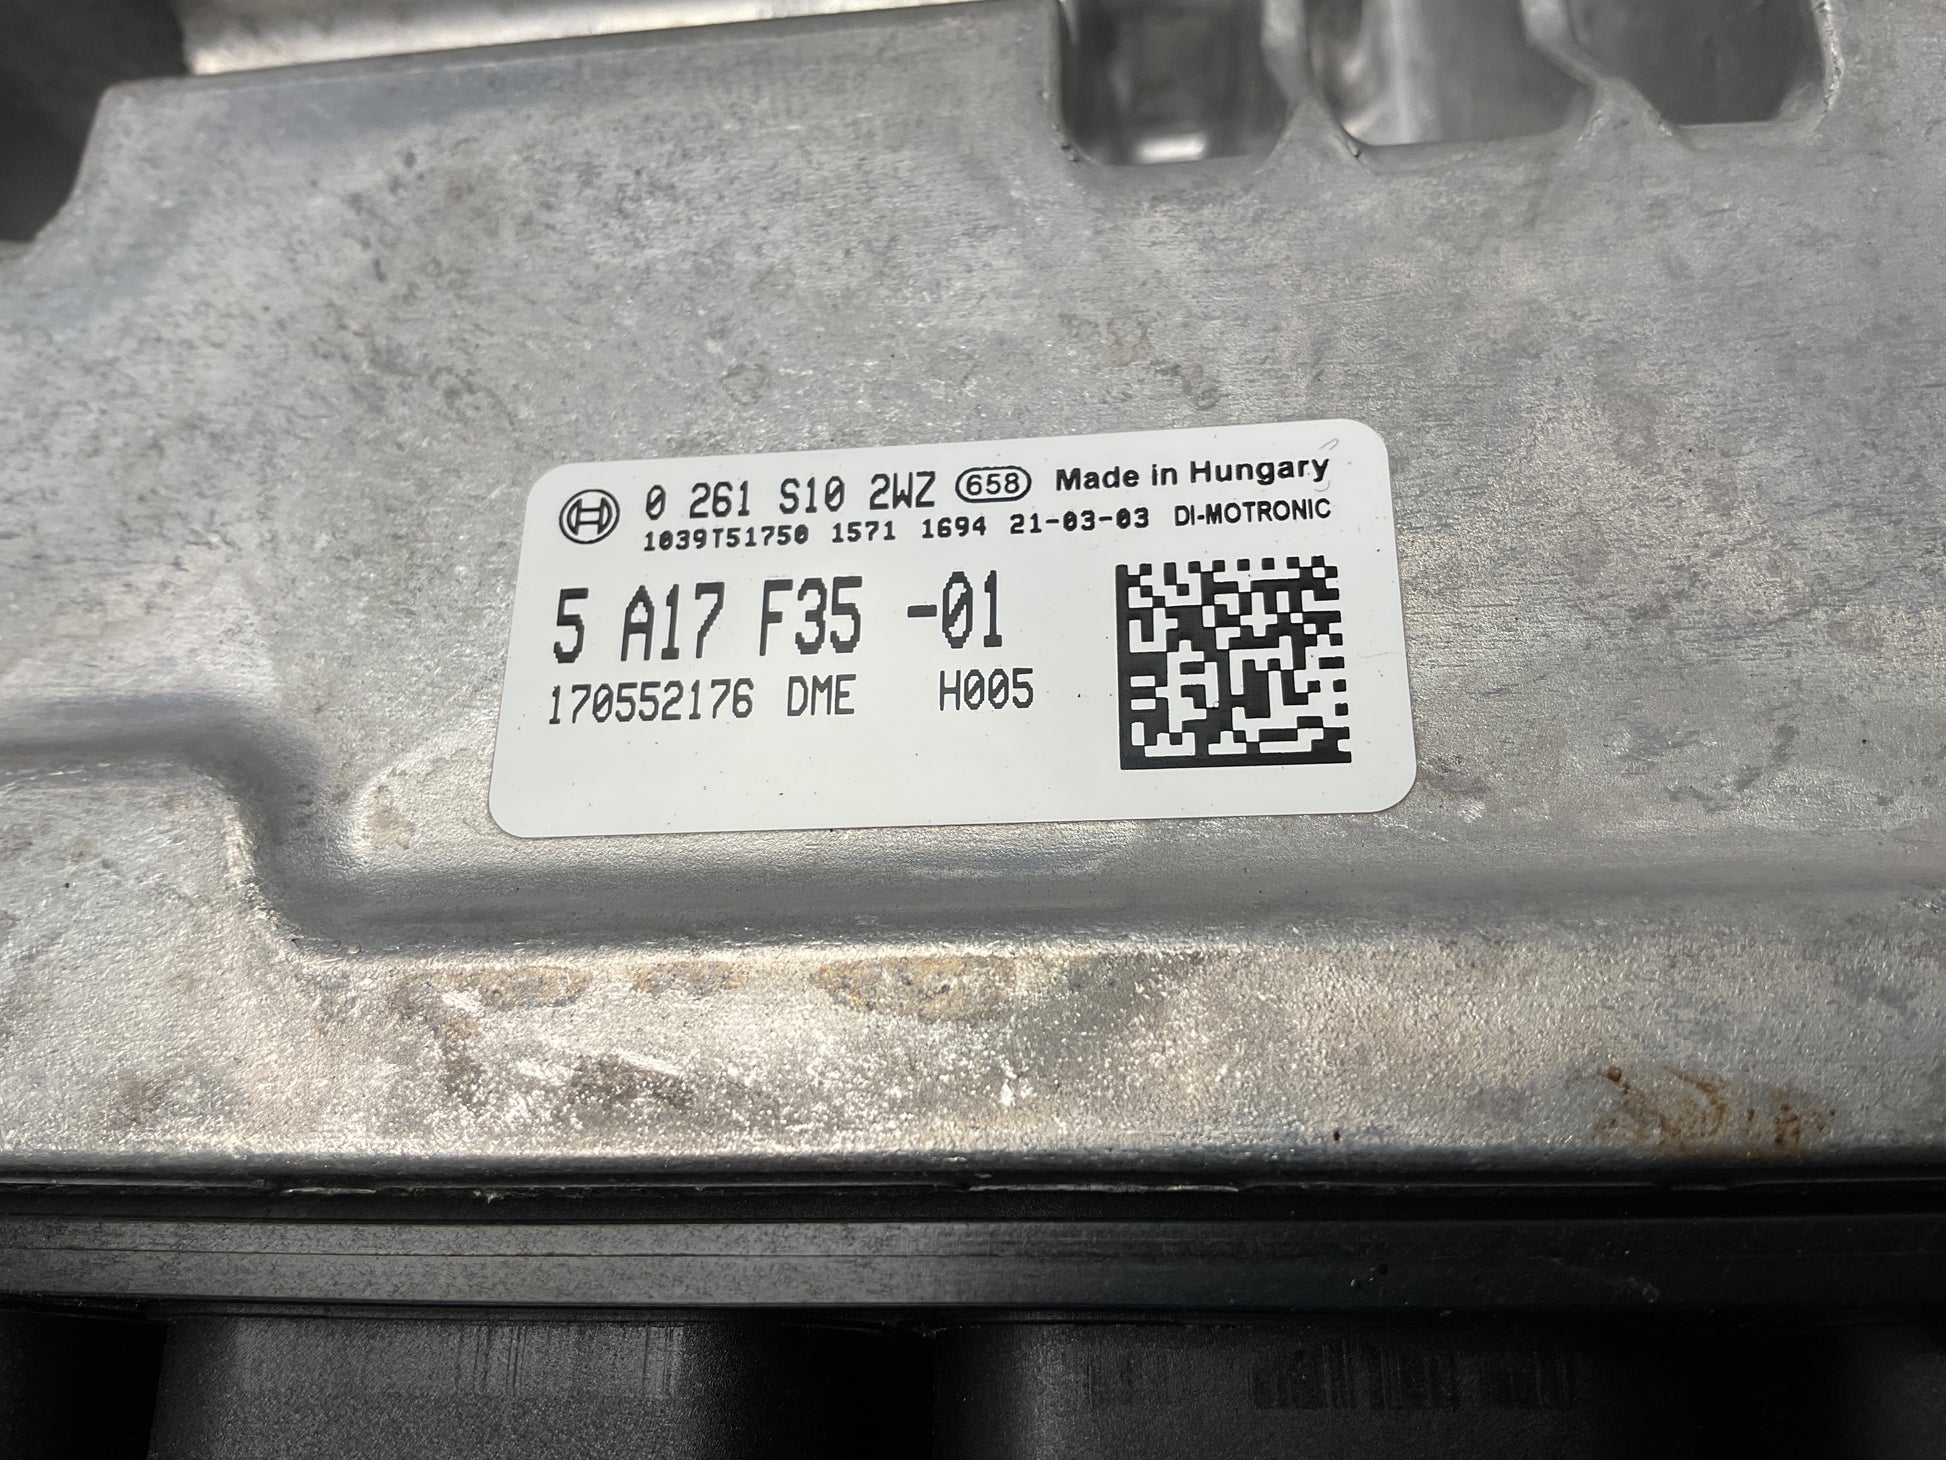 0 261 S10 2WZ 658 Made in Hungary
1039T51750 1571 1694 21-03-03 DI-MOTRONIC
5 A17 F35 -01
170552176 DME H005